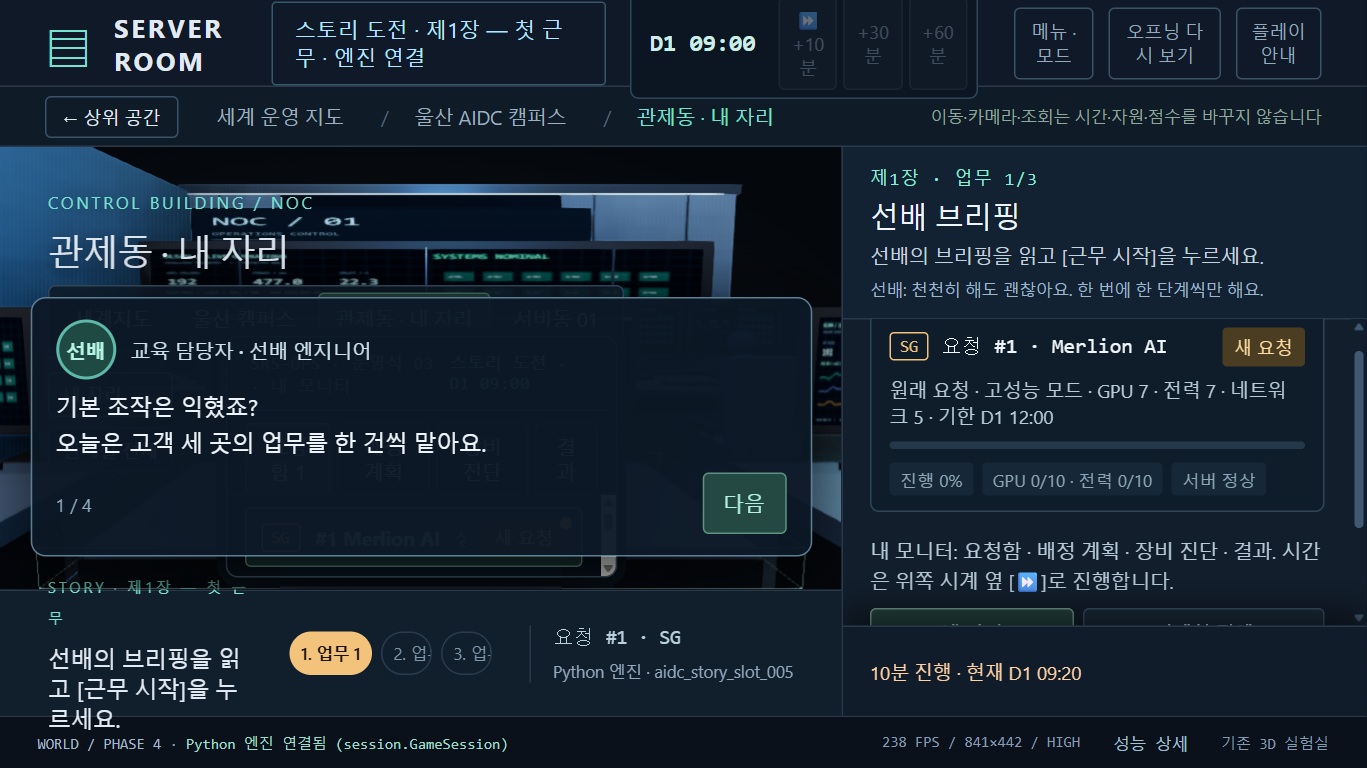 SERVER
ROOM
스토리 도전 · 제1장 — 첫 근
무 · 엔진 연결
D1 09:00
⏩
+10
분
+30
분
+60
분
메뉴 ·
모드
오프닝 다
시 보기
플레이
안내
← 상위 공간
세계 운영 지도 / 울산 AIDC 캠퍼스 / 관제동 · 내 자리
이동·카메라·조회는 시간·자원·점수를 바꾸지 않습니다
CONTROL BUILDING / NOC
NOC / 01
OPERATIONS CONTROL
관제동 · 내 자리
SYSTEMS NOMINAL
192
477.8
22.3
선배
교육 담당자 · 선배 엔지니어
기본 조작은 익혔죠?
오늘은 고객 세 곳의 업무를 한 건씩 맡아요.
1 / 4
다음
SG
#1 Merlion AI
새 요청
STORY · 제1장 — 첫 근
무
선배의 브리핑을 읽
고 [근무 시작]을 누
르세요.
1. 업무 1
2. 업
3. 업
요청 #1 · SG
Python 엔진 · aidc_story_slot_005
제1장 · 업무 1/3
선배 브리핑
선배의 브리핑을 읽고 [근무 시작]을 누르세요.
선배: 천천히 해도 괜찮아요. 한 번에 한 단계씩만 해요.
SG
요청 #1 · Merlion AI
새 요청
원래 요청 · 고성능 모드 · GPU 7 · 전력 7 · 네트워
크 5 · 기한 D1 12:00
진행 0%
GPU 0/10 · 전력 0/10
서버 정상
내 모니터: 요청함 · 배정 계획 · 장비 진단 · 결과. 시간
은 위쪽 시계 옆 [⏩]로 진행합니다.
10분 진행 · 현재 D1 09:20
WORLD / PHASE 4 · Python 엔진 연결됨 (session.GameSession)
238 FPS / 841×442 / HIGH
성능 상세
기존 3D 실험실